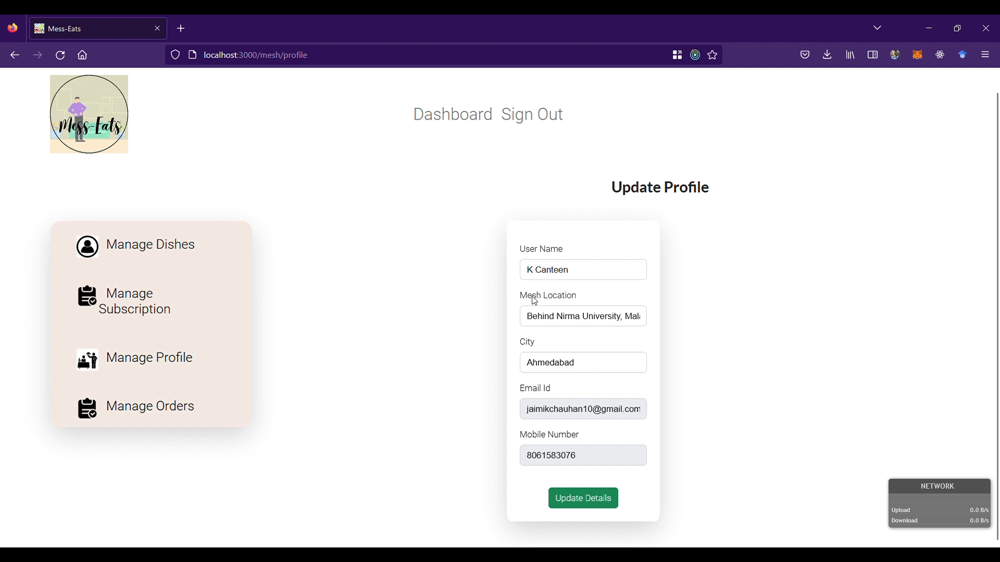 Mess-Eats
localhost:3000/mesh/profile
Mess-Eats
Dashboard Sign Out
Update Profile
Manage Dishes
Manage
Subscription
Manage Profile
Manage Orders
User Name
K Canteen
Mesh Location
Behind Nirma University, Mala
City
Ahmedabad
Email Id
jaimikchauhan10@gmail.com
Mobile Number
8061583076
Update Details
NETWORK
Upload 0.0 B/s
Download 0.0 B/s